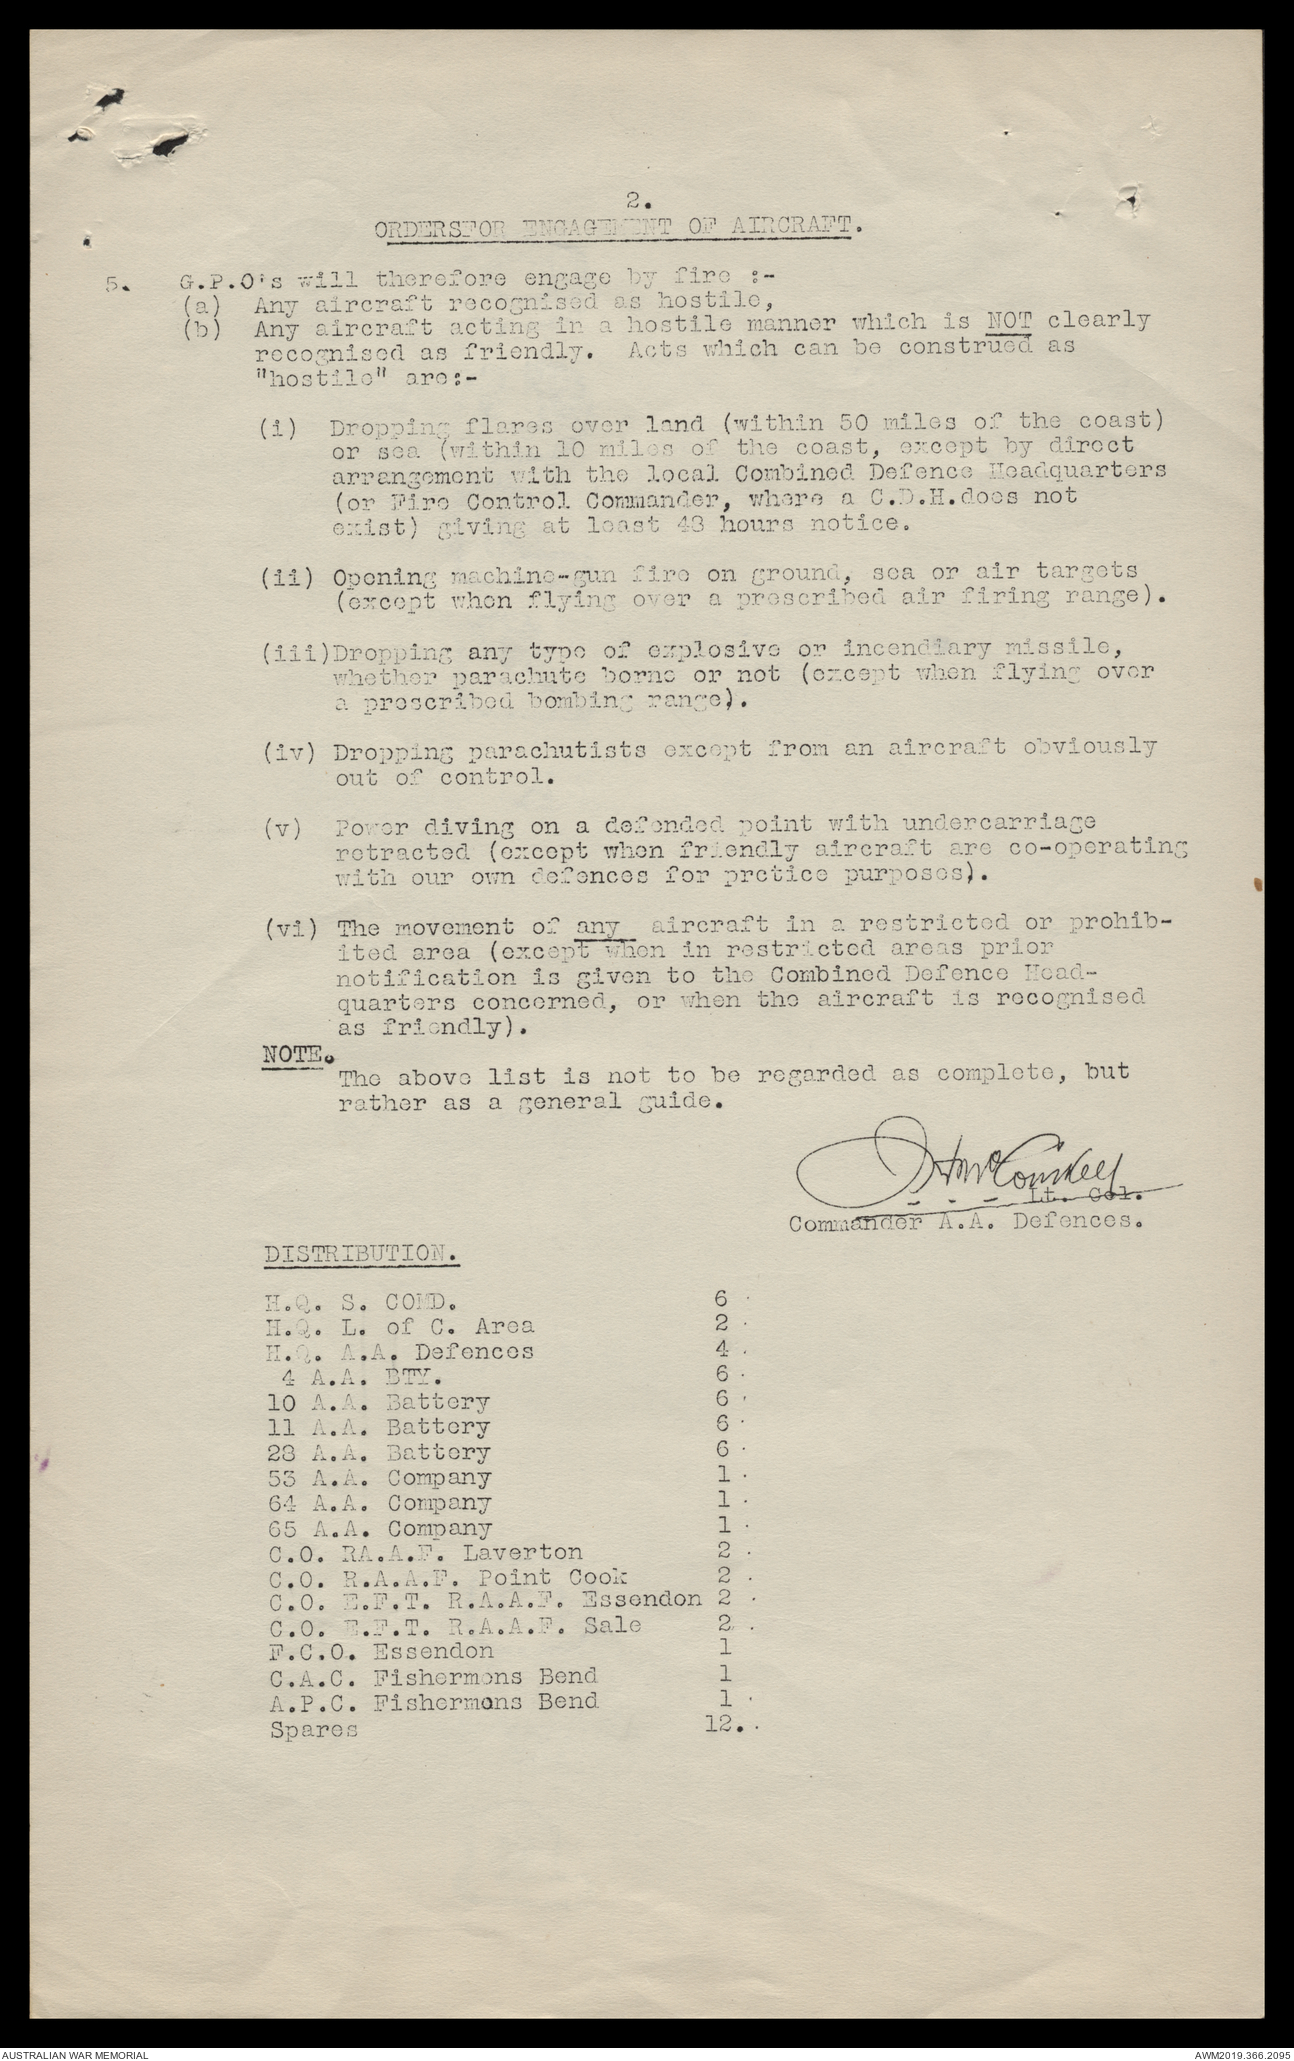 2.
ORDERSFOR ENGAGEMENT OF AIRCRAFT.
5. G.P.O's will therefore engage by fire :-
(a) Any aircraft recognised as hostile,
(b) Any aircraft acting in a hostile manner which is NOT clearly
recognised as friendly. Acts which can be construed as
"hostile" are:-
(i) Dropping flares over land (within 50 miles of the coast)
or sea (within 10 miles of the coast, except by direct
arrangement with the local Combined Defence Headquarters
(or Fire Control Commander, where a C.D.H.does not
exist) giving at least 48 hours notice.
(ii) Opening machine-gun fire on ground, sea or air targets
(except when flying over a prescribed air firing range).
(iii)Dropping any type of explosive or incendiary missile,
whether parachute borne or not (except when flying over
a prescribed bombing range).
(iv) Dropping parachutists except from an aircraft obviously
out of control.
(v) Power diving on a defended point with undercarriage
retracted (except when friendly aircraft are co-operating
with our own defences for prctice purposes).
(vi) The movement of any aircraft in a restricted or prohib-
ited area (except when in restricted areas prior
notification is given to the Combined Defence Head-
quarters concerned, or when the aircraft is recognised
as friendly).
NOTE.
The above list is not to be regarded as complete, but
rather as a general guide.
- - - Lt. Col.
Commander A.A. Defences.
DISTRIBUTION.
H.Q. S. COMD. 6
H.Q. L. of C. Area 2
H.Q. A.A. Defences 4
4 A.A. BTY. 6
10 A.A. Battery 6
11 A.A. Battery 6
28 A.A. Battery 6
53 A.A. Company 1
64 A.A. Company 1
65 A.A. Company 1
C.O. RA.A.F. Laverton 2
C.O. R.A.A.F. Point Cook 2
C.O. E.F.T. R.A.A.F. Essendon 2
C.O. E.F.T. R.A.A.F. Sale 2
F.C.O. Essendon 1
C.A.C. Fishermens Bend 1
A.P.C. Fishermans Bend 1
Spares 12.
AUSTRALIAN WAR MEMORIAL AWM2019.366.2095